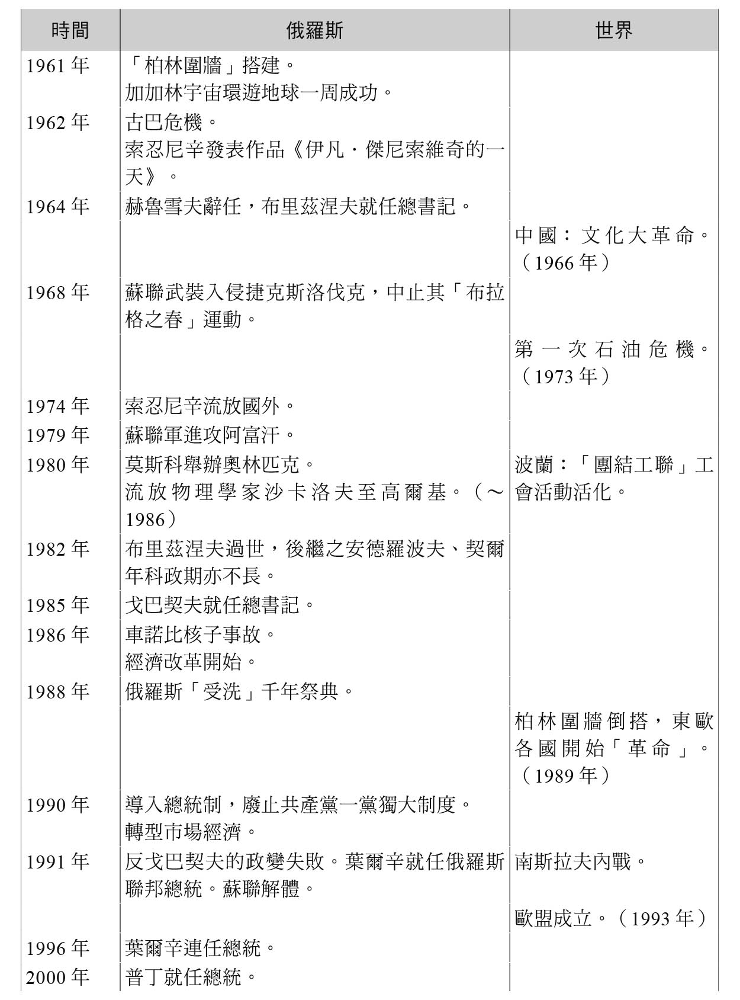 時間 俄羅斯 世界
1961 年 「柏林圍牆」搭建。
加加林宇宙環遊地球一周成功。
1962 年 古巴危機。
索忍尼辛發表作品《伊凡．傑尼索維奇的一
天》。
1964 年 赫魯雪夫辭任，布里茲涅夫就任總書記。
中國：文化大革命。
（1966 年）
1968 年 蘇聯武裝入侵捷克斯洛伐克，中止其「布拉
格之春」運動。
第一次石油危機。
（1973 年）
1974 年 索忍尼辛流放國外。
1979 年 蘇聯軍進攻阿富汗。
1980 年 莫斯科舉辦奧林匹克。 波蘭：「團結工聯」工
流放物理學家沙卡洛夫至高爾基。（～ 會活動活化。
1986）
1982 年 布里茲涅夫過世，後繼之安德羅波夫、契爾
年科政期亦不長。
1985 年 戈巴契夫就任總書記。
1986 年 車諾比核子事故。
經濟改革開始。
1988 年 俄羅斯「受洗」千年祭典。
柏林圍牆倒搭，東歐
各國開始「革命」。
（1989 年）
1990 年 導入總統制，廢止共產黨一黨獨大制度。
轉型市場經濟。
1991 年 反戈巴契夫的政變失敗。葉爾辛就任俄羅斯 南斯拉夫內戰。
聯邦總統。蘇聯解體。
歐盟成立。（1993 年）
1996 年 葉爾辛連任總統。
2000 年 普丁就任總統。